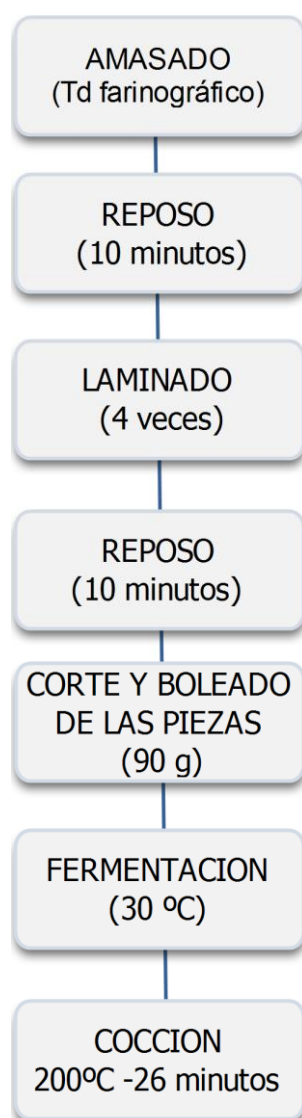 AMASADO
(Td farinográfico)
REPOSO
(10 minutos)
LAMINADO
(4 veces)
REPOSO
(10 minutos)
CORTE Y BOLEADO
DE LAS PIEZAS
(90 g)
FERMENTACION
(30 ºC)
COCCION
200ºC -26 minutos